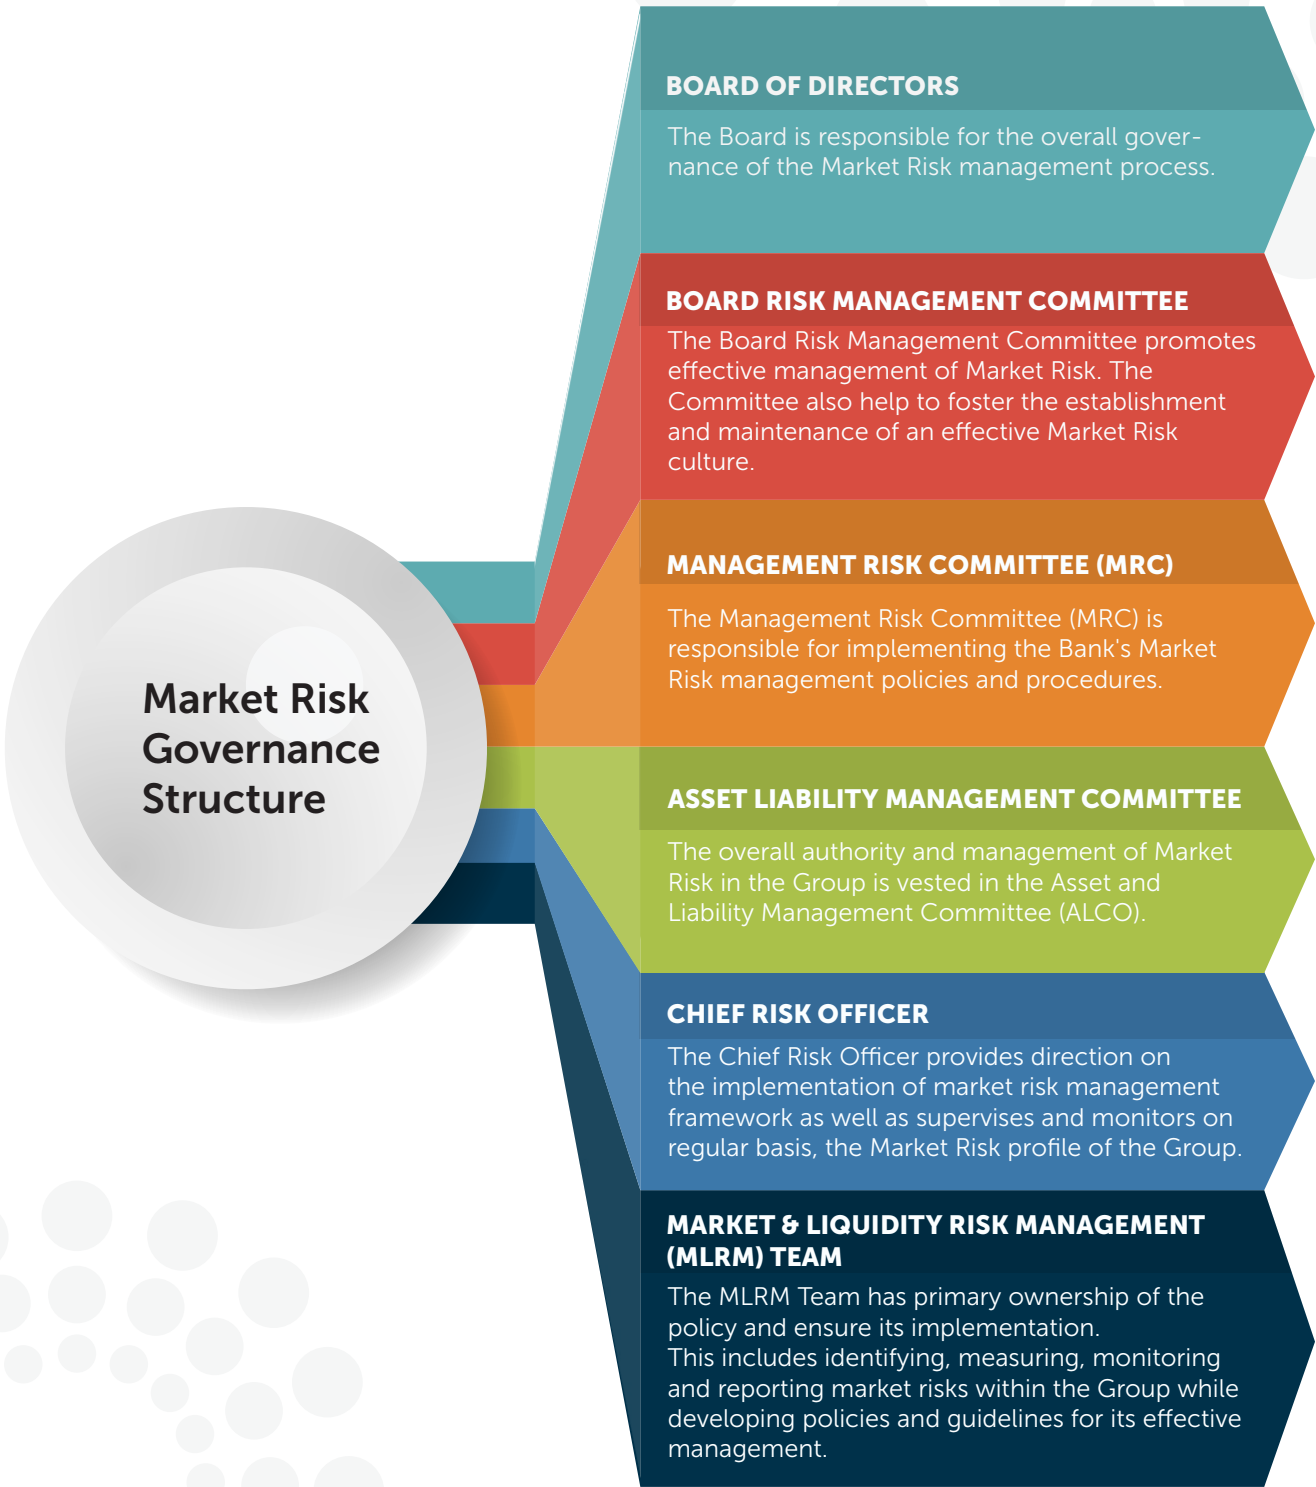 Market Risk
Governance
Structure
BOARD OF DIRECTORS
The Board is responsible for the overall gover-
nance of the Market Risk management process.
BOARD RISK MANAGEMENT COMMITTEE
The Board Risk Management Committee promotes
effective management of Market Risk. The
Committee also help to foster the establishment
and maintenance of an effective Market Risk
culture.
MANAGEMENT RISK COMMITTEE (MRC)
The Management Risk Committee (MRC) is
responsible for implementing the Bank's Market
Risk management policies and procedures.
ASSET LIABILITY MANAGEMENT COMMITTEE
The overall authority and management of Market
Risk in the Group is vested in the Asset and
Liability Management Committee (ALCO).
CHIEF RISK OFFICER
The Chief Risk Officer provides direction on
the implementation of market risk management
framework as well as supervises and monitors on
regular basis, the Market Risk profile of the Group.
MARKET & LIQUIDITY RISK MANAGEMENT
(MLRM) TEAM
The MLRM Team has primary ownership of the
policy and ensure its implementation.
This includes identifying, measuring, monitoring
and reporting market risks within the Group while
developing policies and guidelines for its effective
management.